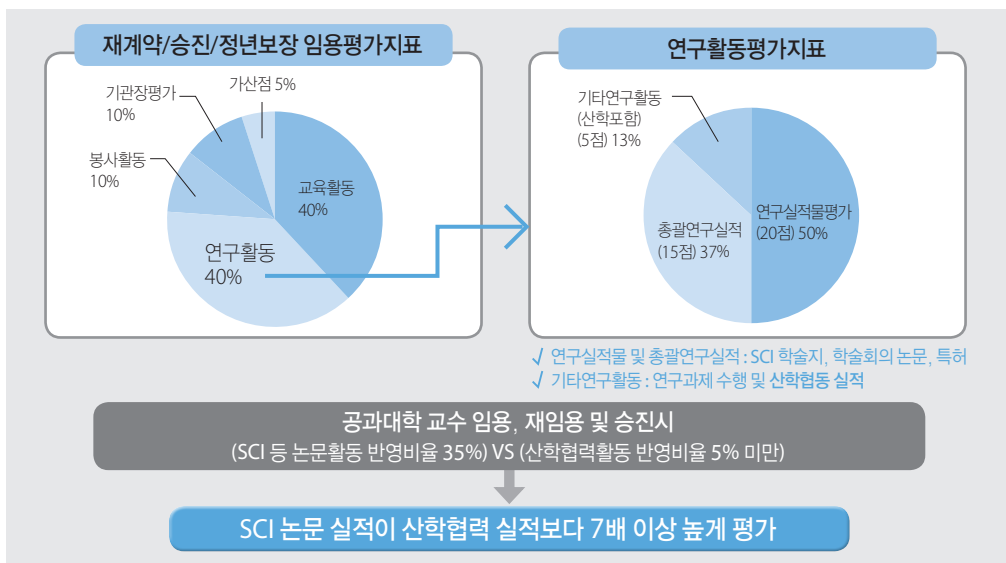 재계약/승진/정년보장 임용평가지표
가산점 5%
기관장평가
10%
봉사활동
10%
교육활동
40%
연구활동
40%
연구활동평가지표
기타연구활동
(산학포함)
(5점) 13%
연구실적물평가
(20점) 50%
총괄연구실적
(15점) 37%
√ 연구실적물 및 총괄연구실적 : SCI 학술지, 학술회의 논문, 특허
√ 기타연구활동 : 연구과제 수행 및 산학협동 실적
공과대학 교수 임용, 재임용 및 승진시
(SCI 등 논문활동 반영비율 35%) VS (산학협력활동 반영비율 5% 미만)
SCI 논문 실적이 산학협력 실적보다 7배 이상 높게 평가